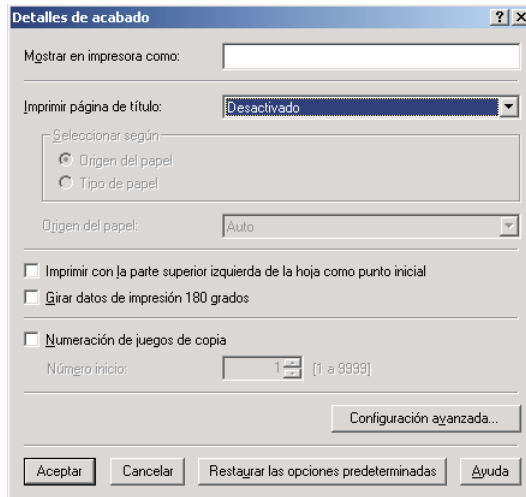 Detalles de acabado
Mostrar en impresora como:
Imprimir página de título: Desactivado
Seleccionar según
Origen del papel
Tipo de papel
Origen del papel: Auto
Imprimir con la parte superior izquierda de la hoja como punto inicial
Girar datos de impresión 180 grados
Numeración de juegos de copia
Número inicio: 1 [1 a 9999]
Configuración avanzada...
Aceptar Cancelar Restaurar las opciones predeterminadas Ayuda